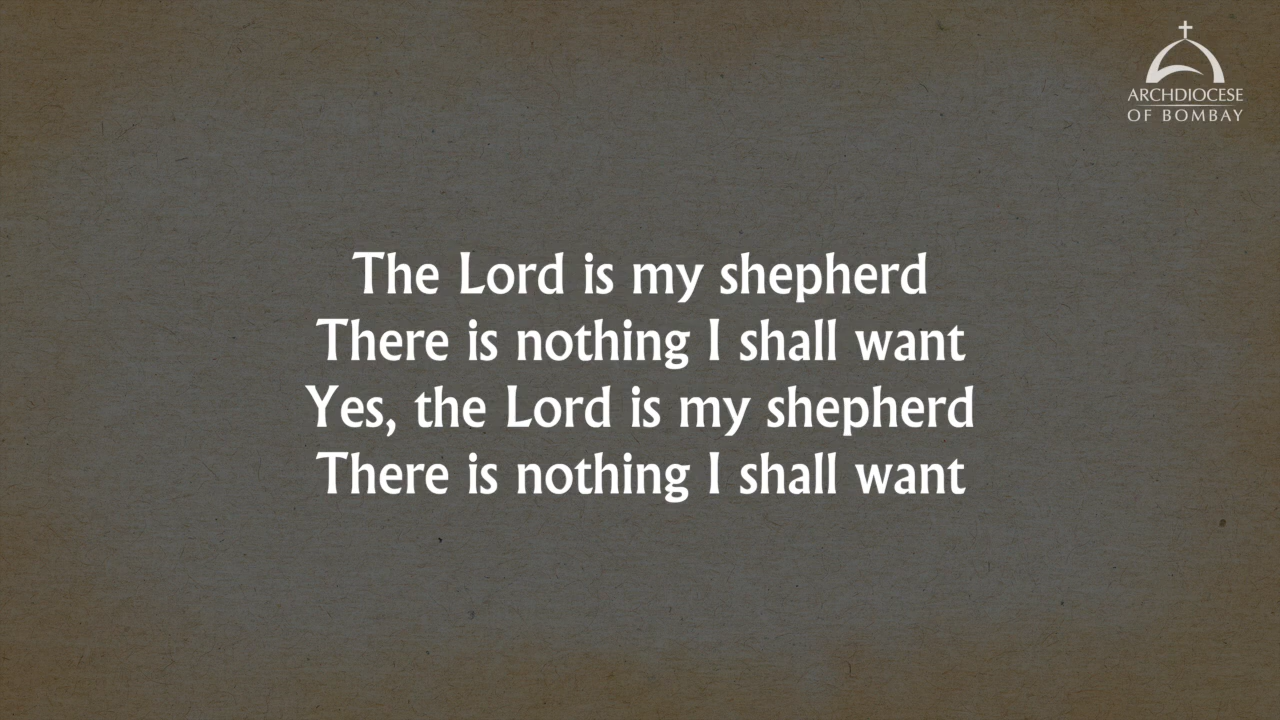 ARCHDIOCESE
OF BOMBAY
The Lord is my shepherd
There is nothing I shall want
Yes, the Lord is my shepherd
There is nothing I shall want